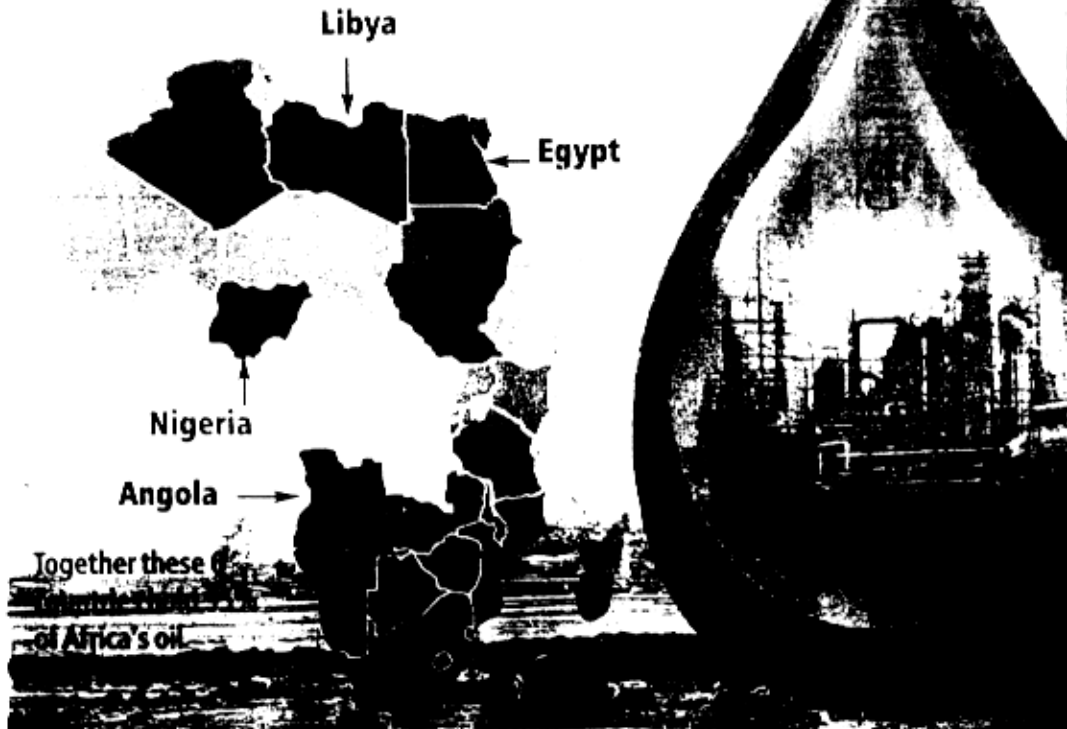 Libya
Egypt
Nigeria
Angola
Together these
of Africa's oil